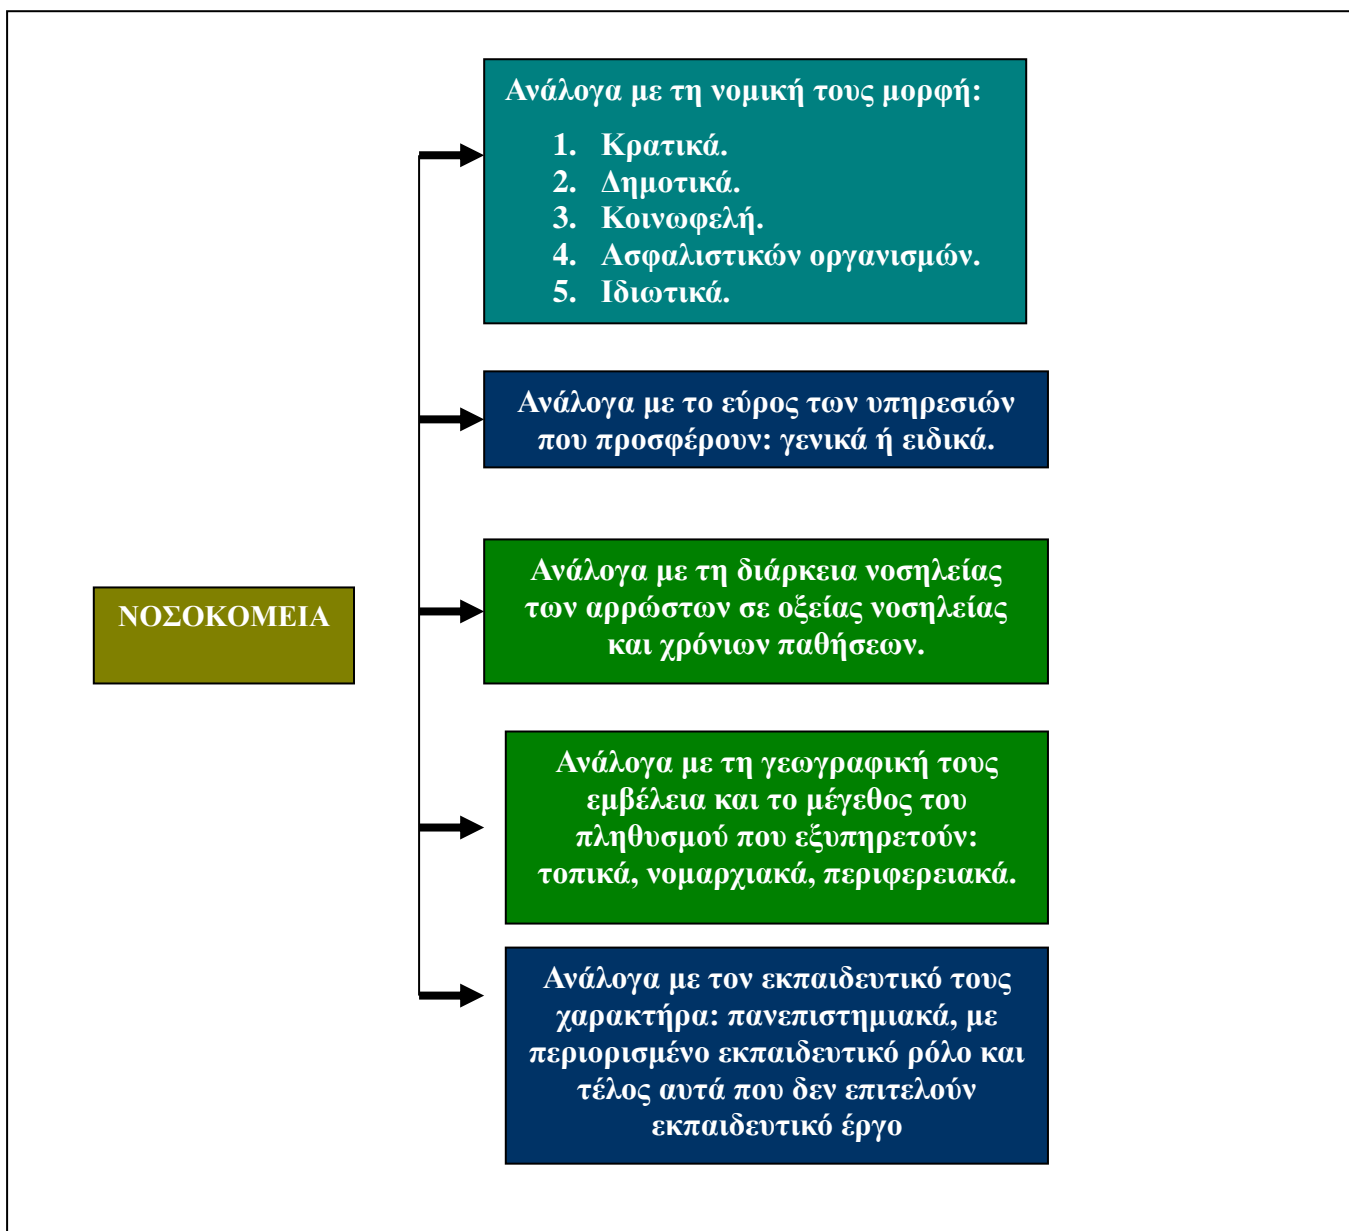 Ανάλογα με τη νομική τους μορφή:
1. Κρατικά.
2. Δημοτικά.
3. Κοινωφελή.
4. Ασφαλιστικών οργανισμών.
5. Ιδιωτικά.
Ανάλογα με το εύρος των υπηρεσιών
που προσφέρουν: γενικά ή ειδικά.
ΝΟΣΟΚΟΜΕΙΑ
Ανάλογα με τη διάρκεια νοσηλείας
των αρρώστων σε οξείας νοσηλείας
και χρόνιων παθήσεων.
Ανάλογα με τη γεωγραφική τους
εμβέλεια και το μέγεθος του
πληθυσμού που εξυπηρετούν:
τοπικά, νομαρχιακά, περιφερειακά.
Ανάλογα με τον εκπαιδευτικό τους
χαρακτήρα: πανεπιστημιακά, με
περιορισμένο εκπαιδευτικό ρόλο και
τέλος αυτά που δεν επιτελούν
εκπαιδευτικό έργο